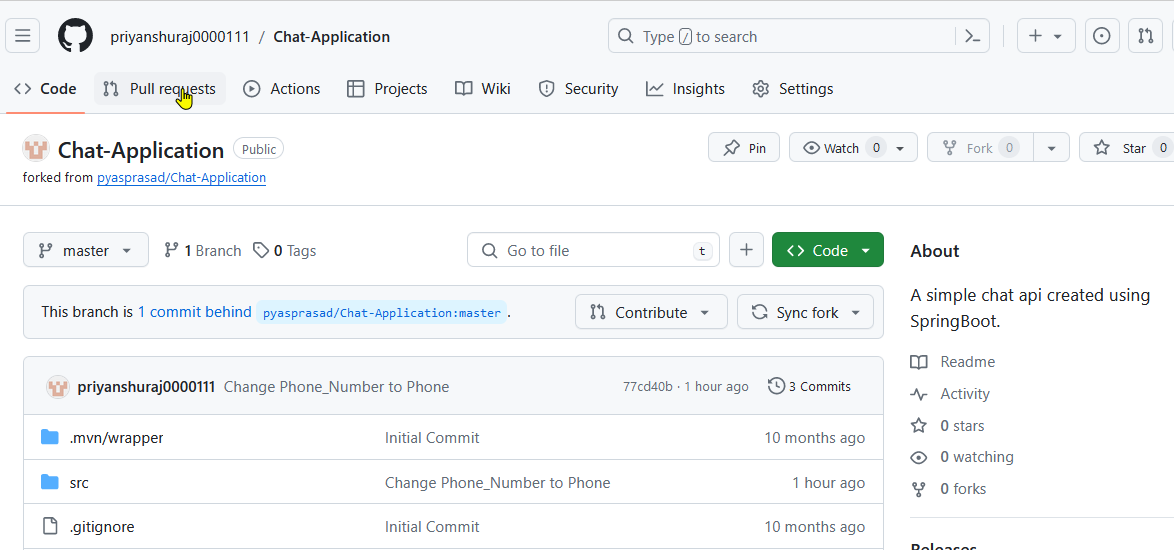 priyanshuraj0000111 / Chat-Application Type / to search
Code Pull requests Actions Projects Wiki Security Insights Settings
Chat-Application Public Pin Watch 0 Fork 0 Star 0
forked from pyasprasad/Chat-Application
master 1 Branch 0 Tags Go to file t Code
About
This branch is 1 commit behind pyasprasad/Chat-Application:master . Contribute Sync fork
A simple chat api created using
SpringBoot.
Readme
Activity
0 stars
0 watching
0 forks
priyanshuraj0000111 Change Phone_Number to Phone 77cd40b · 1 hour ago 3 Commits
.mvn/wrapper Initial Commit 10 months ago
src Change Phone_Number to Phone 1 hour ago
.gitignore Initial Commit 10 months ago
Releases